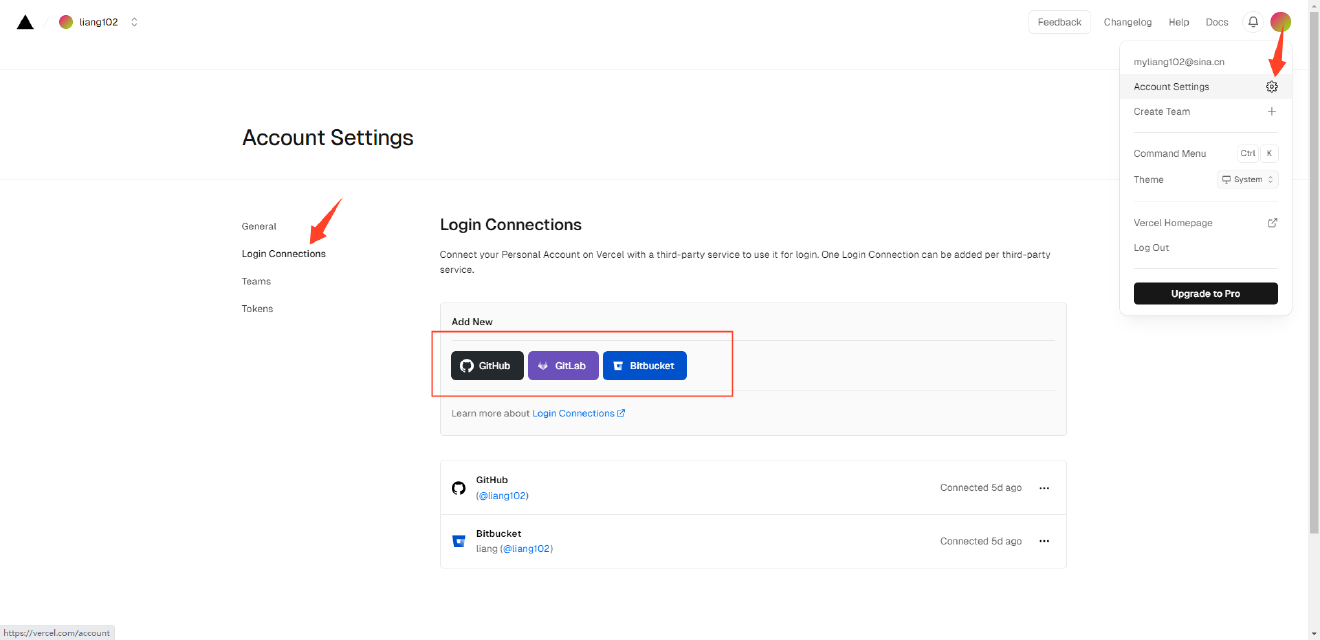 liang102
Feedback
Changelog
Help
Docs
myliang102@sina.cn
Account Settings
Create Team
Command Menu
Ctrl K
Theme
System
Vercel Homepage
Log Out
Upgrade to Pro
Account Settings
General
Login Connections
Teams
Tokens
Login Connections
Connect your Personal Account on Vercel with a third-party service to use it for login. One Login Connection can be added per third-party
service.
Add New
GitHub
GitLab
Bitbucket
Learn more about Login Connections
GitHub
(@liang102)
Connected 5d ago
Bitbucket
liang (@liang102)
Connected 5d ago
https://vercel.com/account